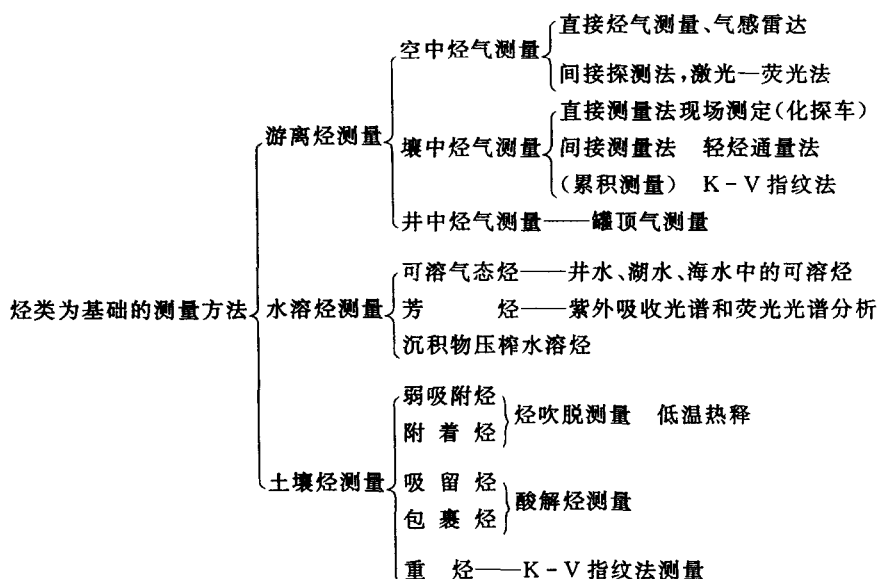 空中烃气测量
直接烃气测量、气感雷达
间接探测法,激光—荧光法
游离烃测量
壤中烃气测量
直接测量法现场测定(化探车)
间接测量法 轻烃通量法
(累积测量) K-V指纹法
井中烃气测量——罐顶气测量
烃类为基础的测量方法
水溶烃测量
可溶气态烃——井水、湖水、海水中的可溶烃
芳 烃——紫外吸收光谱和荧光光谱分析
沉积物压榨水溶烃
土壤烃测量
弱吸附烃
附着烃
烃吹脱测量 低温热释
吸留烃
包裹烃
酸解烃测量
重 烃——K-V指纹法测量